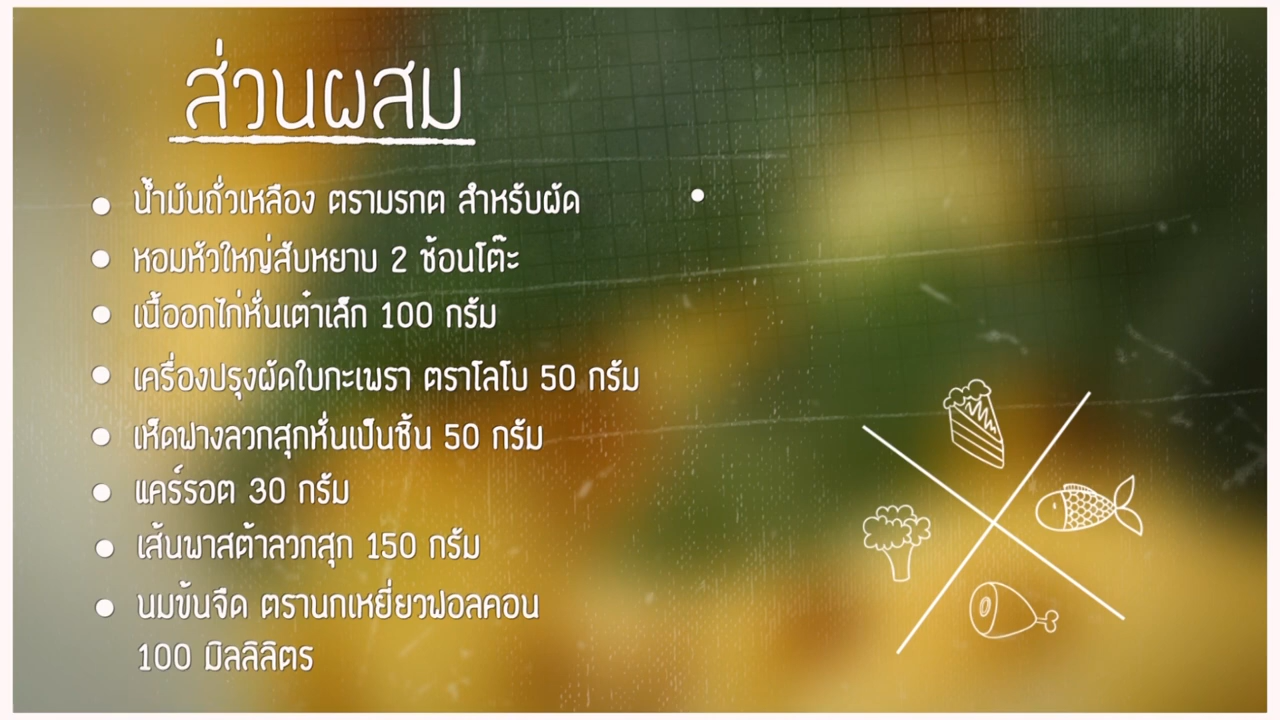 ส่วนผสม
น้ำมันถั่วเหลือง ตรามรกต สำหรับผัด
หอมหัวใหญ่สับหยาบ 2 ช้อนโต๊ะ
เนื้ออกไก่หั่นเต๋าเล็ก 100 กรัม
เครื่องปรุงผัดใบกะเพรา ตราโลโบ 50 กรัม
เห็ดฟางลวกสุกหั่นเป็นชิ้น 50 กรัม
แคร์รอต 30 กรัม
เส้นพาสต้าลวกสุก 150 กรัม
นมข้นจืด ตรานกเหยี่ยวฟอลคอน
100 มิลลิลิตร